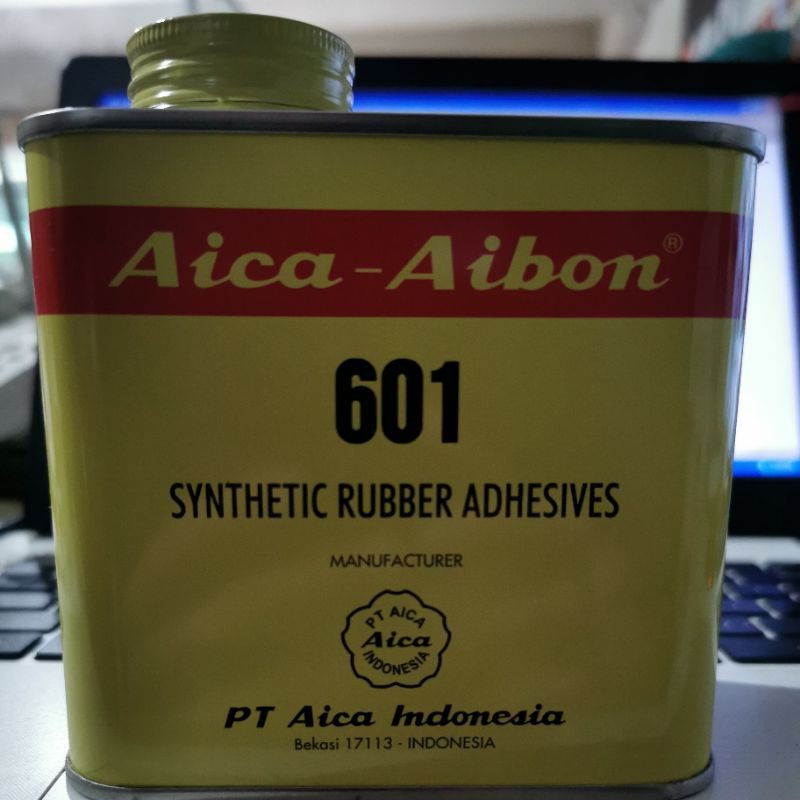 Aica-Aibon®
601
SYNTHETIC RUBBER ADHESIVES
MANUFACTURER
PT AICA
Aica
INDONESIA
PT Aica Indonesia
Bekasi 17113 - INDONESIA